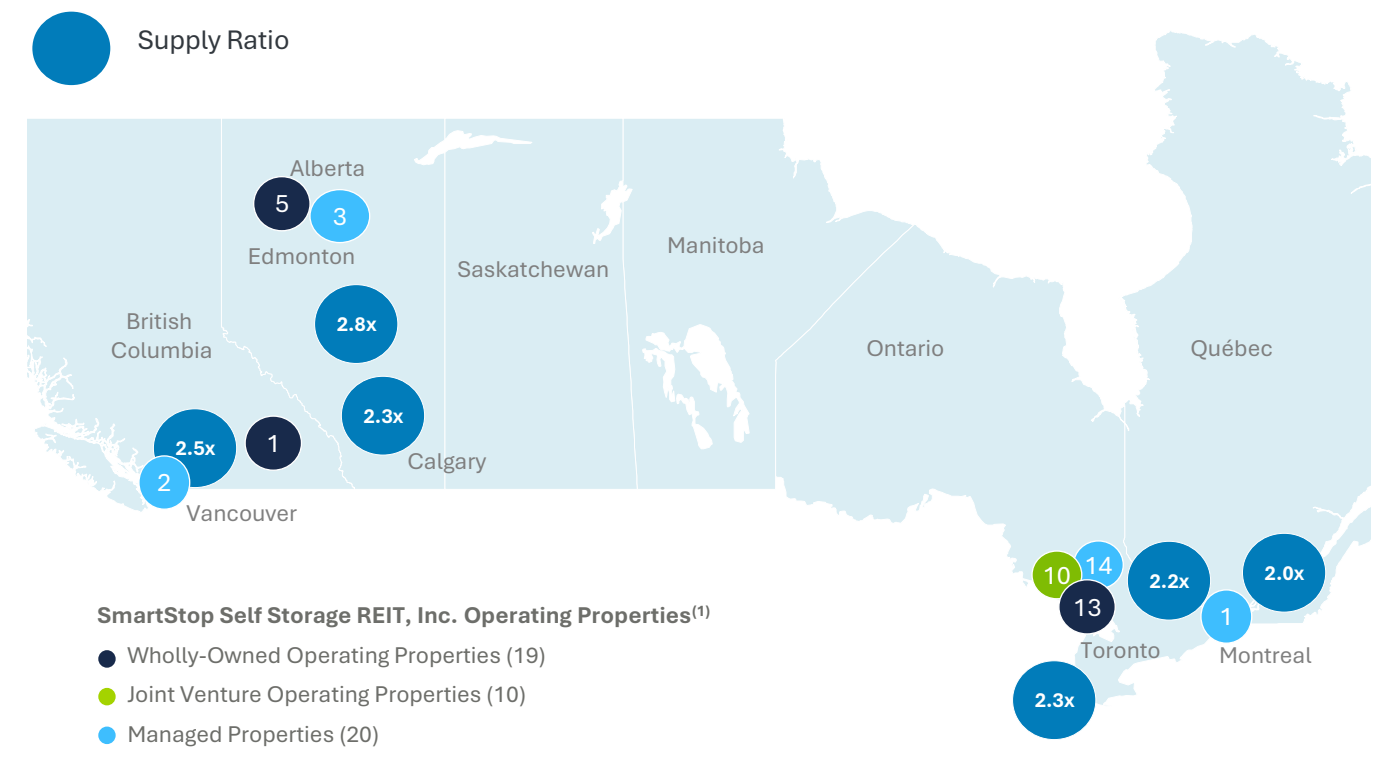 Supply Ratio
Alberta
5
3
Edmonton
Manitoba
Saskatchewan
2.8x
British
Columbia
Ontario
Québec
2.3x
2.5x
1
Calgary
2
Vancouver
10
14
2.2x
2.0x
13
1
Toronto
Montreal
2.3x
SmartStop Self Storage REIT, Inc. Operating Properties(1)
Wholly-Owned Operating Properties (19)
Joint Venture Operating Properties (10)
Managed Properties (20)